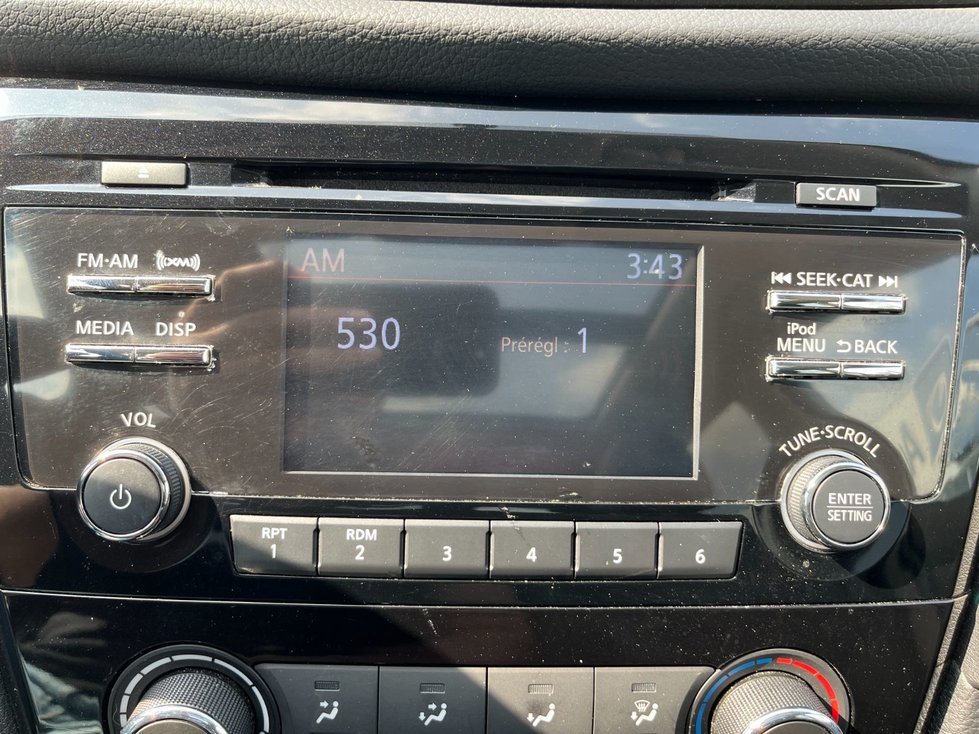 SCAN
FM·AM ((XM))
AM 3:43
SEEK·CAT
MEDIA DISP
530
Prérégl : 1
iPod
MENU BACK
VOL
TUNE·SCROLL
ENTER
SETTING
RPT RDM
1 2 3 4 5 6